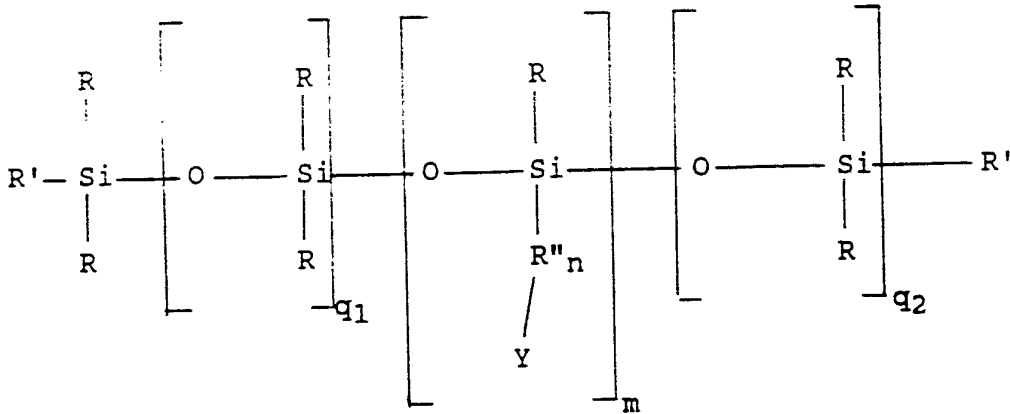 R R R R
R' Si O Si O Si O Si R'
R R R"n R
q1 q2
Y
m